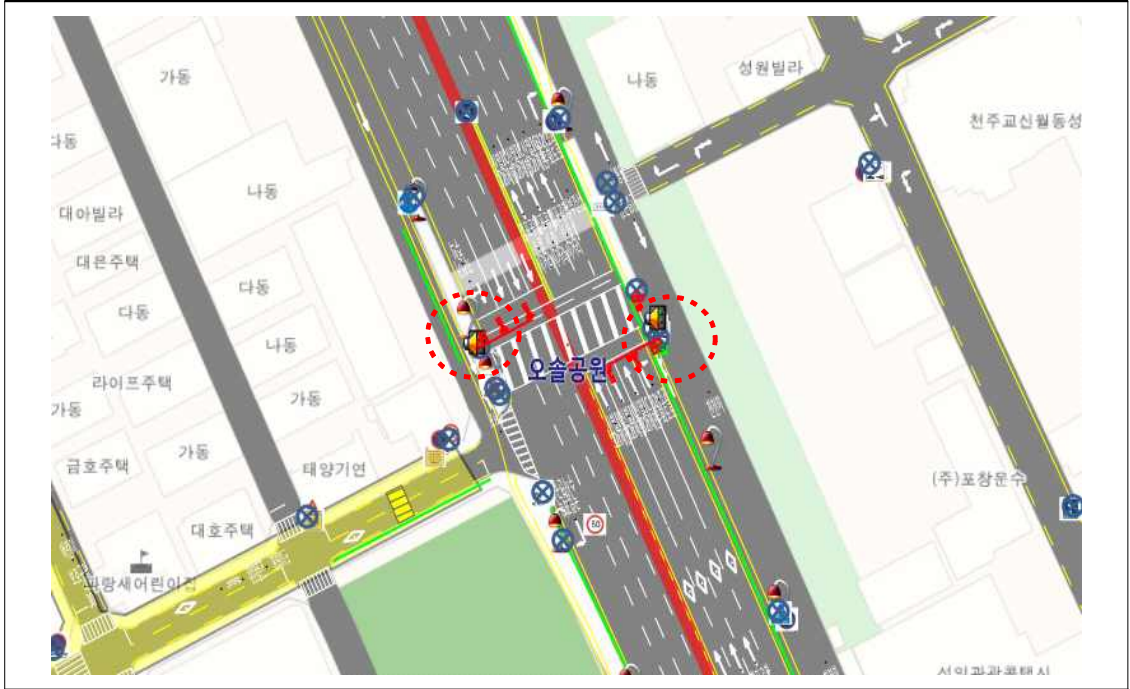 가동
나동
성원빌라
천주교신월동성
다동
나동
대아빌라
대은주택
다동
다동
나동
라이프주택
가동
가동
오솔공원
가동
금호주택
태양기연
(주)포창운수
50
대호주택
파랑새어린이집